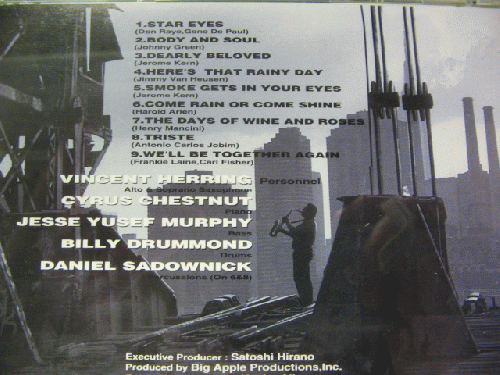 1.STAR EYES
(Don Raye,Gene De Paul)
2.BODY AND SOUL
(Johnny Green)
3.DEARLY BELOVED
(Jerome Kern)
4.HERE'S THAT RAINY DAY
(Jimmy Van Heusen)
5.SMOKE GETS IN YOUR EYES
(Jerome Kern)
6.COME RAIN OR COME SHINE
(Harold Arlen)
7.THE DAYS OF WINE AND ROSES
(Henry Mancini)
8.TRISTE
(Antonio Carlos Jobim)
9.WE'LL BE TOGETHER AGAIN
(Frankie Laine,Carl Fisher)
VINCENT HERRING Personnel
Alto & Soprano Saxophone
CYRUS CHESTNUT
Piano
JESSE YUSEF MURPHY
Bass
BILLY DRUMMOND
Drums
DANIEL SADOWNICK
Percussions (On 6&8)
Executive Producer : Satoshi Hirano
Produced by Big Apple Productions,Inc.